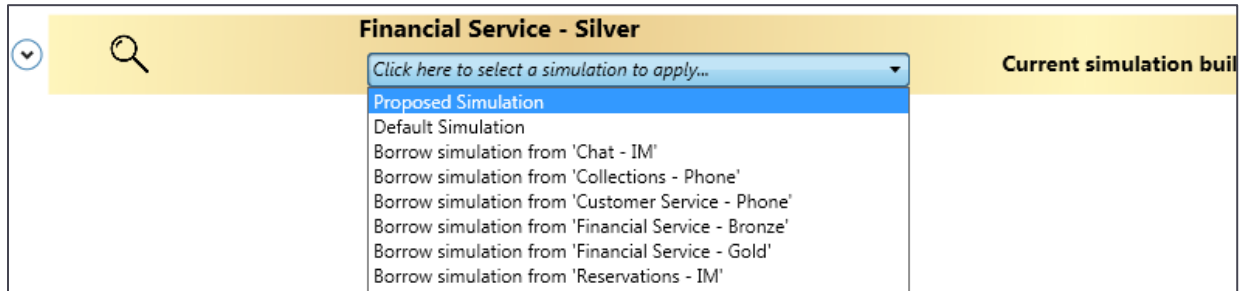 Financial Service - Silver
Click here to select a simulation to apply...
Current simulation buil
Proposed Simulation
Default Simulation
Borrow simulation from 'Chat - IM'
Borrow simulation from 'Collections - Phone'
Borrow simulation from 'Customer Service - Phone'
Borrow simulation from 'Financial Service - Bronze'
Borrow simulation from 'Financial Service - Gold'
Borrow simulation from 'Reservations - IM'